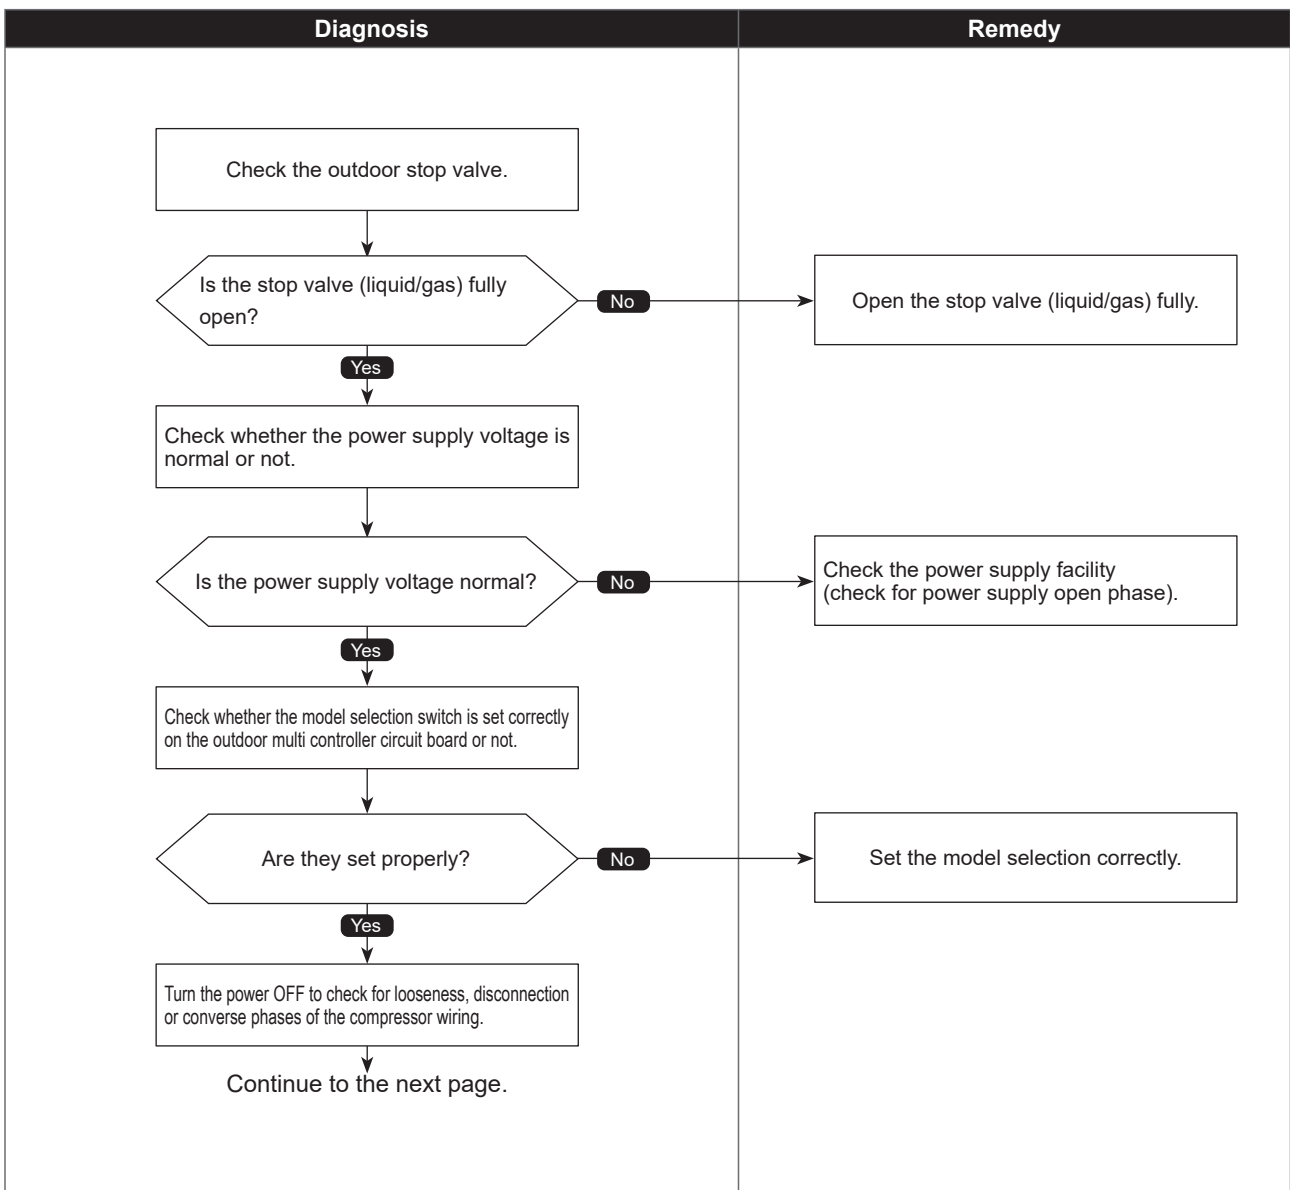 Diagnosis
Remedy
Check the outdoor stop valve.
Is the stop valve (liquid/gas) fully
open?
No
Open the stop valve (liquid/gas) fully.
Yes
Check whether the power supply voltage is
normal or not.
Is the power supply voltage normal?
No
Check the power supply facility
(check for power supply open phase).
Yes
Check whether the model selection switch is set correctly
on the outdoor multi controller circuit board or not.
Are they set properly?
No
Set the model selection correctly.
Yes
Turn the power OFF to check for looseness, disconnection
or converse phases of the compressor wiring.
Continue to the next page.